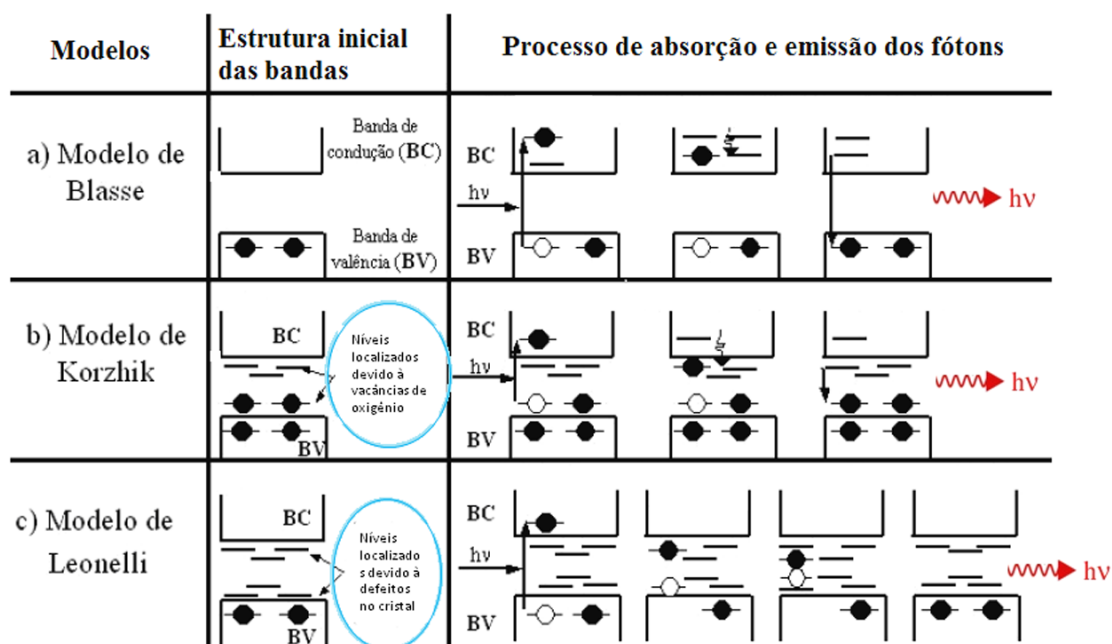 Modelos
Estrutura inicial
das bandas
Processo de absorção e emissão dos fótons
a) Modelo de
Blasse
Banda de
condução (BC)
Banda de
valência (BV)
BC
hν
BV
hν
b) Modelo de
Korzhik
BC
BV
Níveis
localizados
devido à
vacâncias de
oxigênio
BC
hν
BV
hν
c) Modelo de
Leonelli
BC
BV
Níveis
localizado
s devido à
defeitos
no cristal
BC
hν
BV
hν